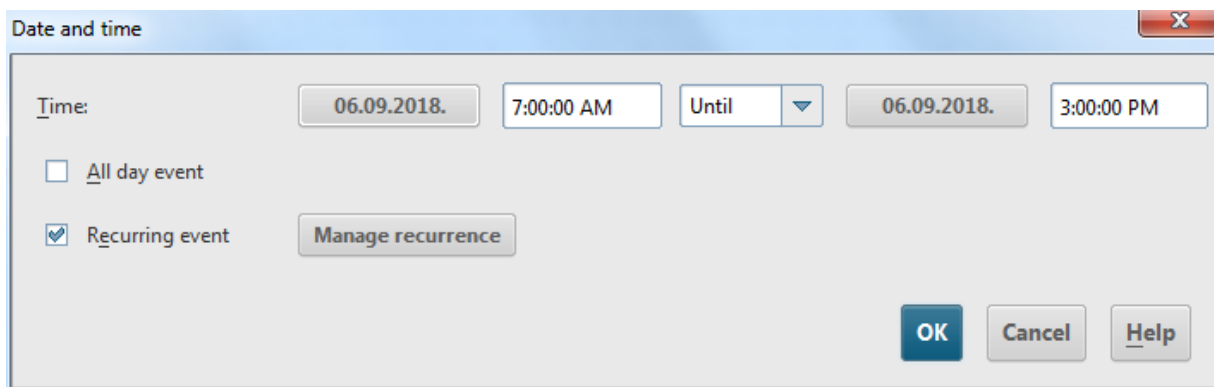 Date and time
Time: 06.09.2018. 7:00:00 AM Until 06.09.2018. 3:00:00 PM
All day event
Recurring event Manage recurrence
OK Cancel Help